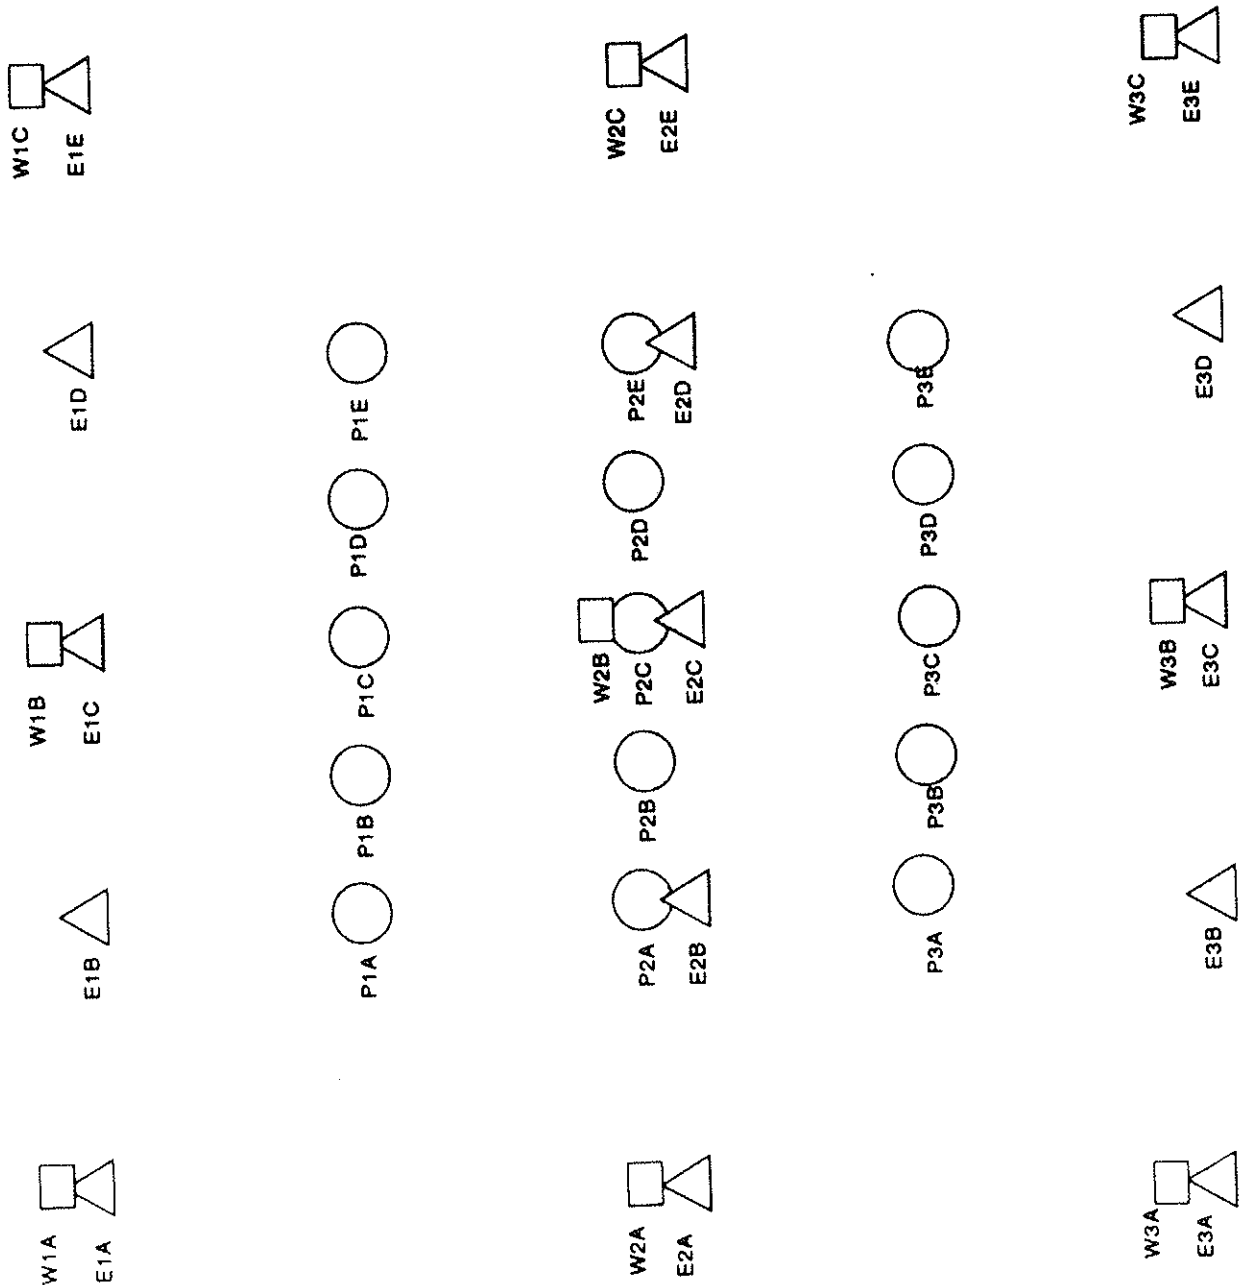 W1A
E1A
E1B
W1B
E1C
E1D
W1C
E1E
P1A
P1B
P1C
P1D
P1E
W2A
E2A
P2A
E2B
P2B
W2B
P2C
E2C
P2D
P2E
E2D
W2C
E2E
P3A
P3B
P3C
P3D
P3E
W3A
E3A
E3B
W3B
E3C
E3D
W3C
E3E